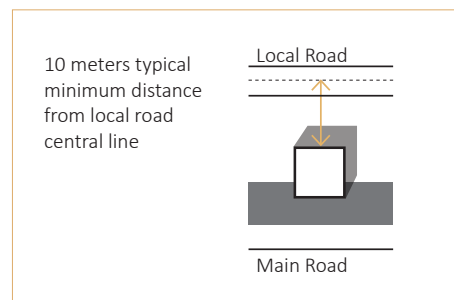 10 meters typical
minimum distance
from local road
central line
Local Road
Main Road